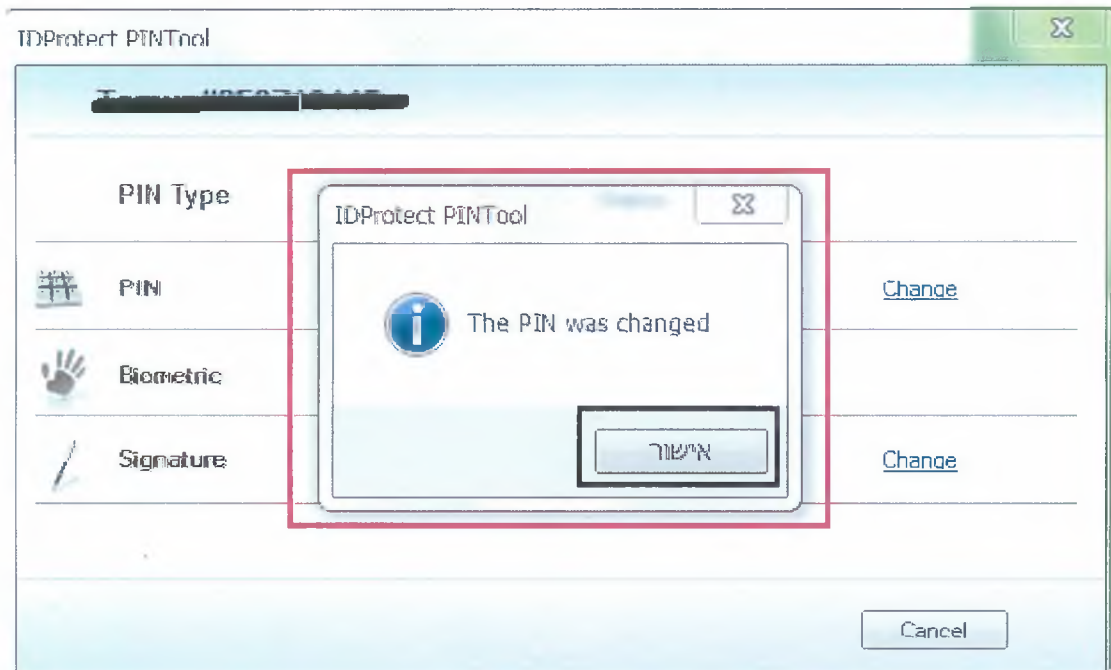 IDProtect PINTool
PIN Type
IDProtect PINTool
PIN
Change
The PIN was changed
Biometric
אישור
Signature
Change
Cancel